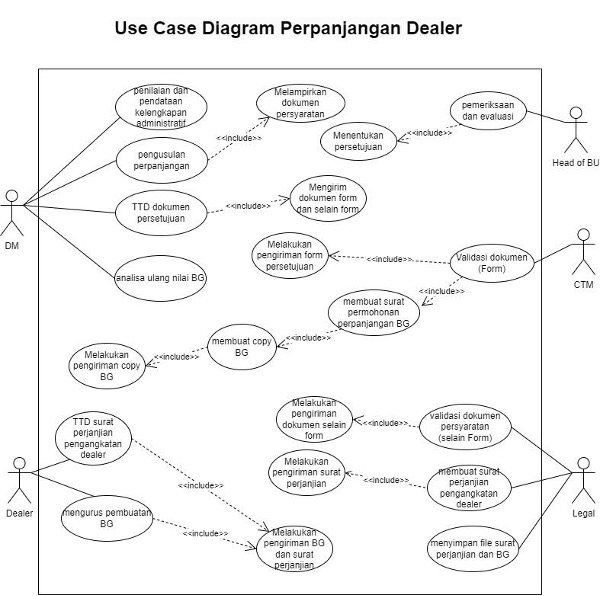 Use Case Diagram Perpanjangan Dealer
penilaian dan
pendataan
kelengkapan
administratif
Melampirkan
dokumen
persyaratan
pemeriksaan
dan evaluasi
<<include>>
Menentukan
persetujuan
<<include>>
Head of BU
pengusulan
perpanjangan
Mengirim
dokumen form
dan selain form
TTD dokumen
persetujuan
<<include>>
DM
Melakukan
pengiriman form
persetujuan
<<include>>
Validasi dokumen
(Form)
CTM
analisa ulang nilai BG
<<include>>
membuat surat
permohonan
perpanjangan BG
<<include>>
membuat copy
BG
<<include>>
Melakukan
pengiriman copy
BG
TTD surat
perjanjian
pengangkatan
dealer
Melakukan
pengiriman
dokumen selain
form
<<include>>
validasi dokumen
persyaratan
(selain Form)
Melakukan
pengiriman surat
perjanjian
<<include>>
membuat surat
perjanjian
pengangkatan
dealer
<<include>>
Dealer
mengurus pembuatan
BG
<<include>>
Melakukan
pengiriman BG
dan surat
perjanjian
menyimpan file surat
perjanjian dan BG
Legal